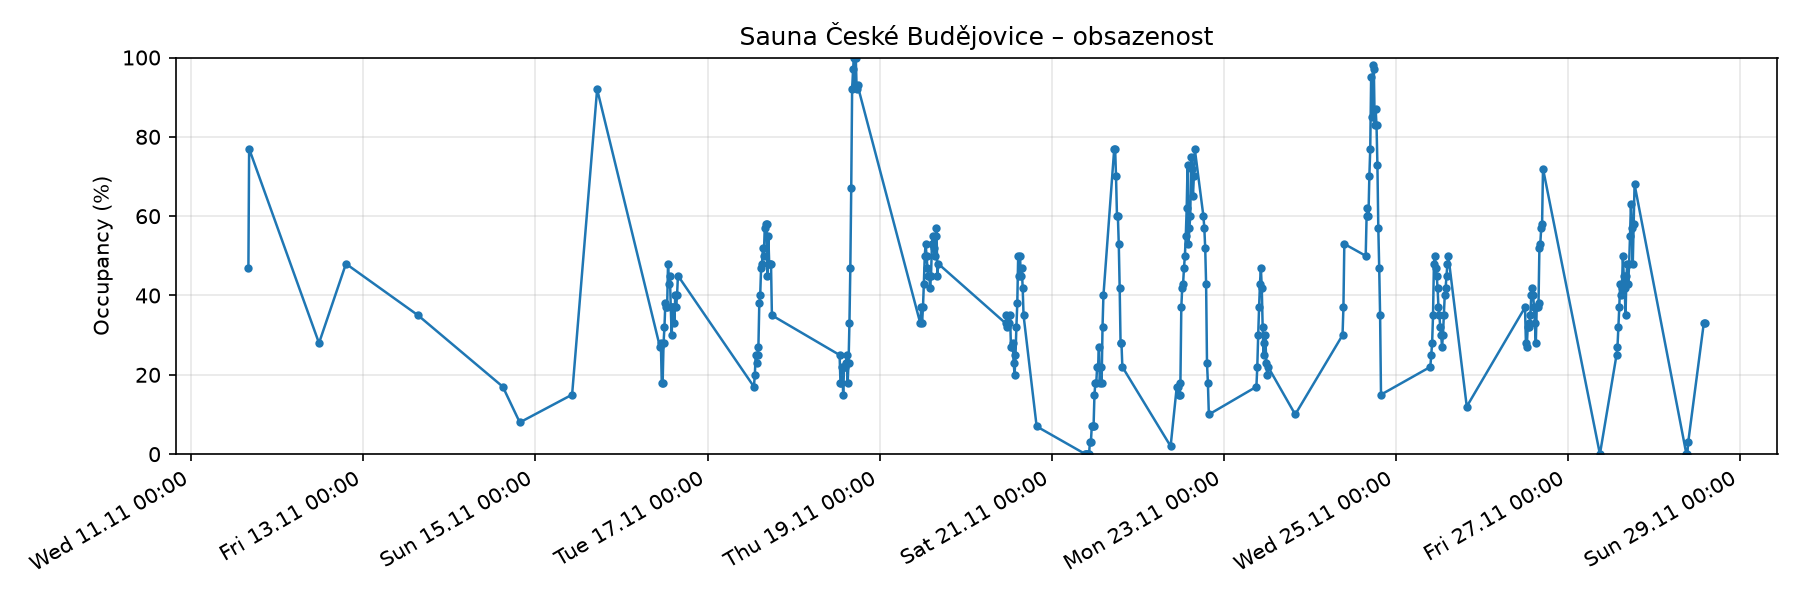 Sauna České Budějovice – obsazenost
Occupancy (%)
100
80
60
40
20
0
Wed 11.11 00:00
Fri 13.11 00:00
Sun 15.11 00:00
Tue 17.11 00:00
Thu 19.11 00:00
Sat 21.11 00:00
Mon 23.11 00:00
Wed 25.11 00:00
Fri 27.11 00:00
Sun 29.11 00:00